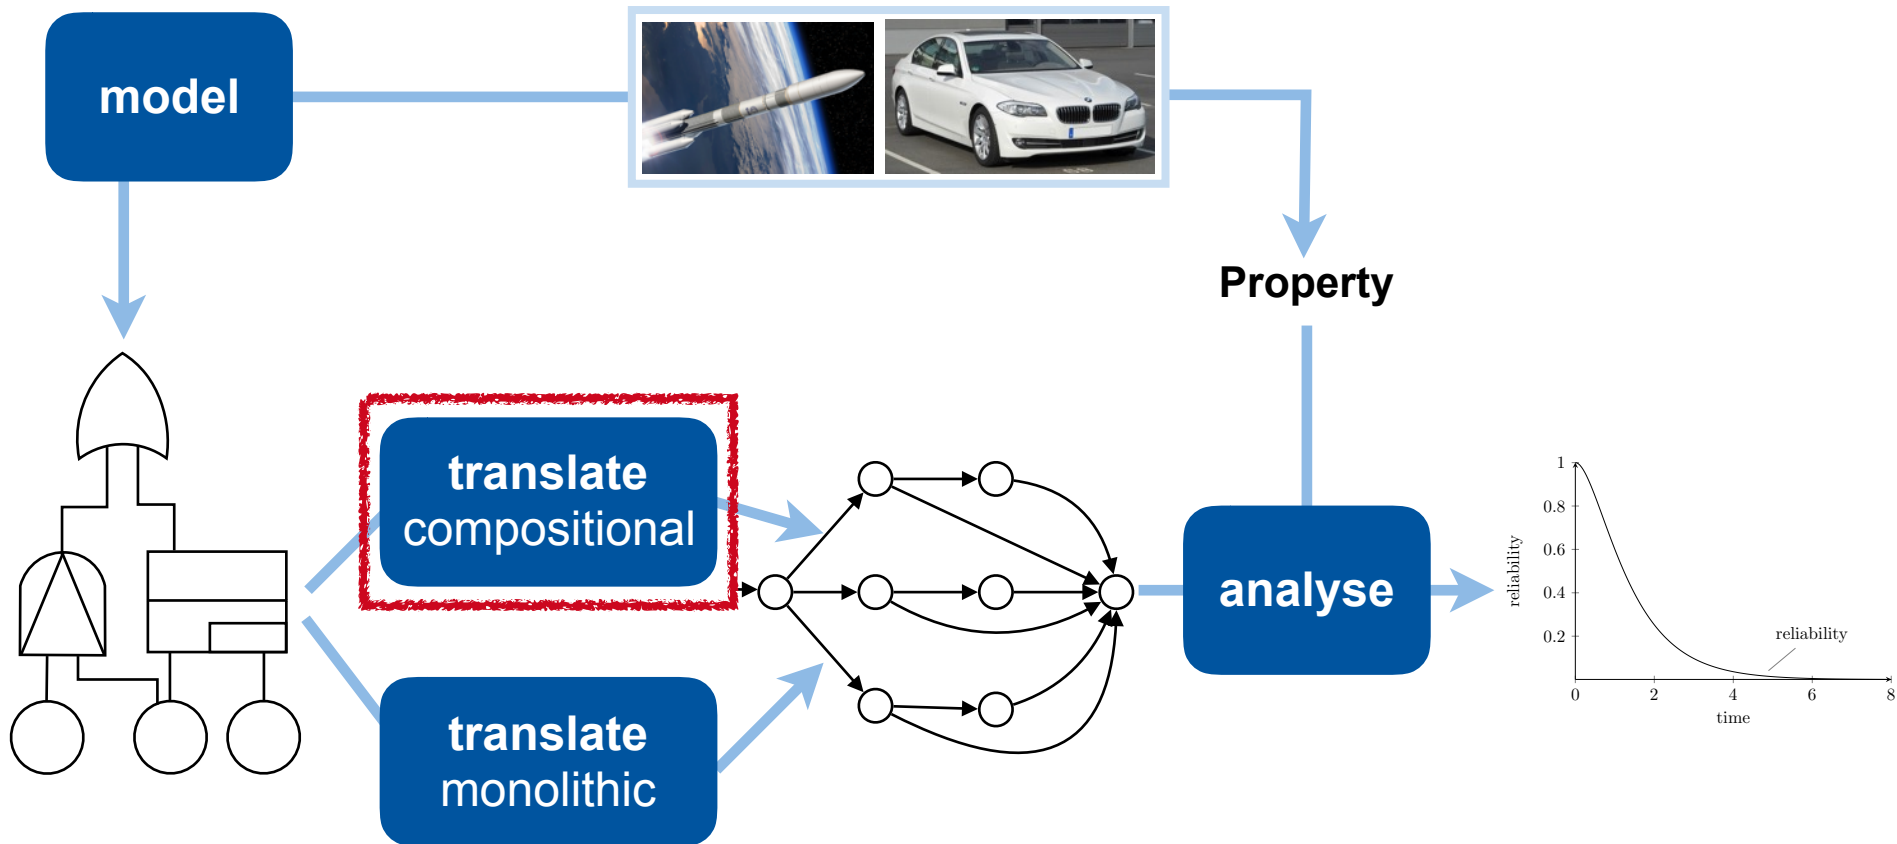 model
Property
translate
compositional
translate
monolithic
analyse
1
0.8
0.6
0.4
0.2
reliability
reliability
0 2 4 6 8
time